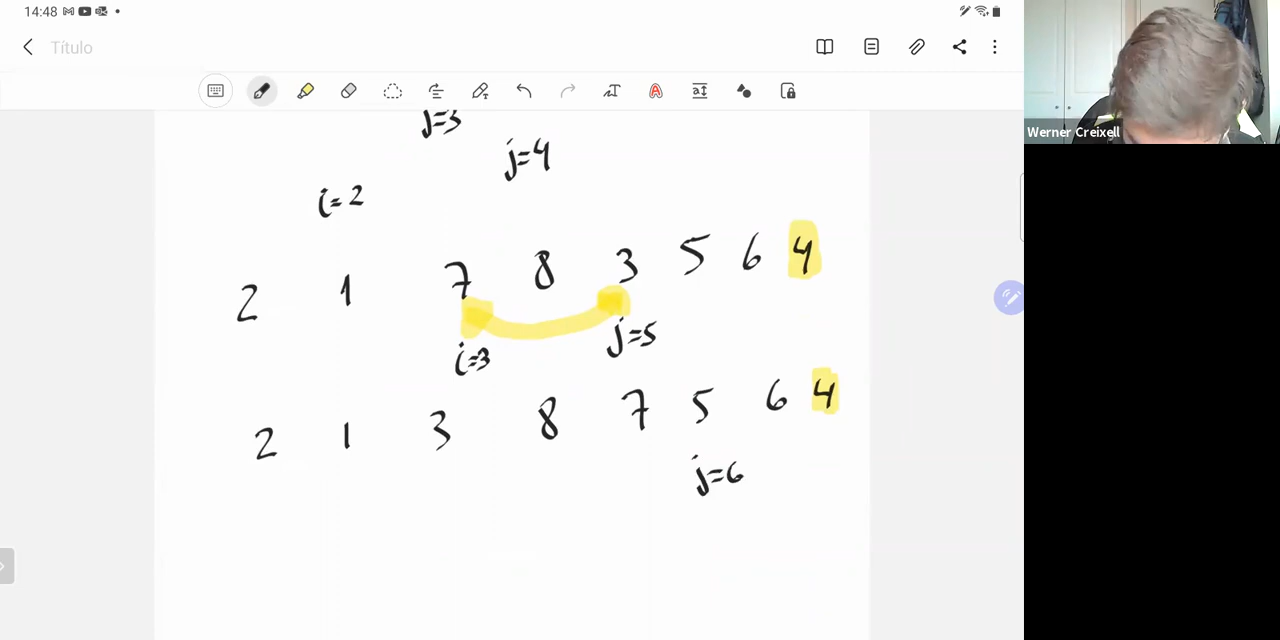 14:48
Título
j=3
j=4
i=2
2 1 7 8 3 5 6 4
i=3 j=5
2 1 3 8 7 5 6 4
j=6
Werner Creixell